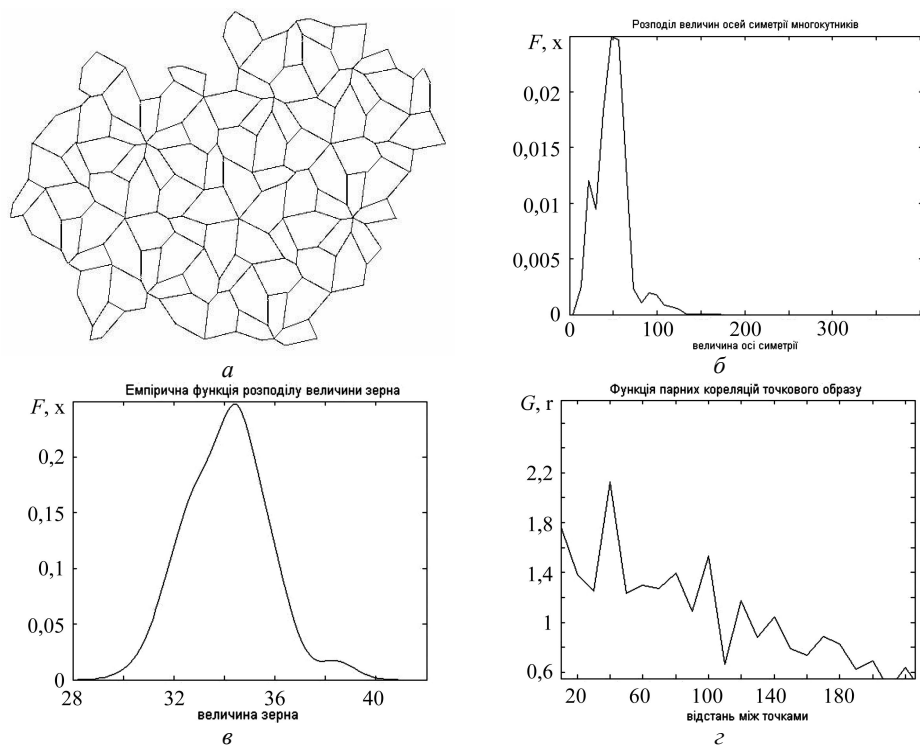 Розподіл величин осей симетрії многокутників
F, x
0,02
0,015
0,01
0,005
0
0 100 200 300
величина осі симетрії
а
б
Емпірична функція розподілу величини зерна
F, x
0,2
0,15
0,1
0,05
0
28 30 32 34 36 38 40
величина зерна
в
Функція парних кореляцій точкового образу
G, r
2,2
1,8
1,4
1
0,6
20 60 100 140 180
відстань між точками
г